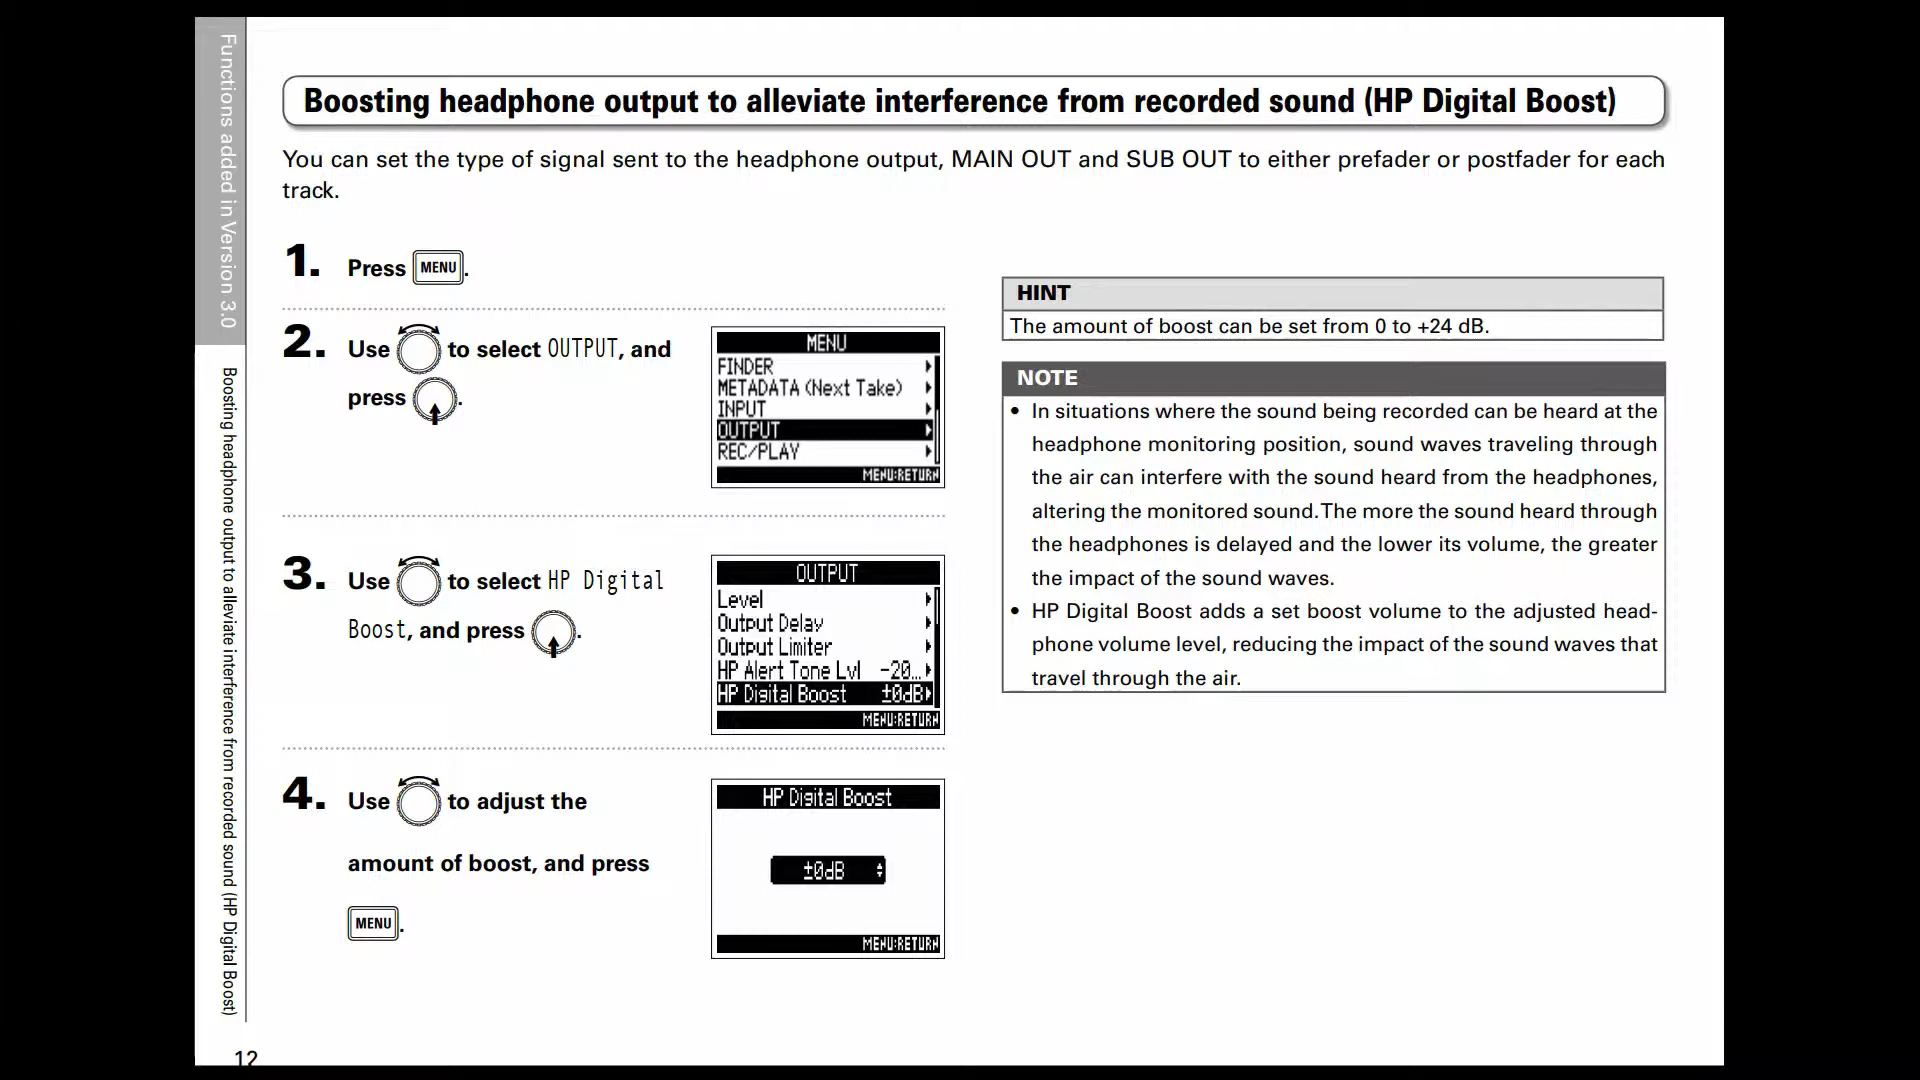 Functions added in Version 3.0
Boosting headphone output to alleviate interference from recorded sound (HP Digital Boost)
Boosting headphone output to alleviate interference from recorded sound (HP Digital Boost)
You can set the type of signal sent to the headphone output, MAIN OUT and SUB OUT to either prefader or postfader for each
track.
1. Press MENU.
2. Use to select OUTPUT, and
press .
MENU
FINDER
METADATA (Next Take)
INPUT
OUTPUT
REC/PLAY
MENU:RETURN
3. Use to select HP Digital
Boost, and press .
OUTPUT
Level
Output Delay
Output Limiter
HP Alert Tone Lvl -20...
HP Digital Boost ±0dB
MENU:RETURN
4. Use to adjust the
amount of boost, and press
MENU.
HP Digital Boost
±0dB
MENU:RETURN
HINT
The amount of boost can be set from 0 to +24 dB.
NOTE
• In situations where the sound being recorded can be heard at the
headphone monitoring position, sound waves traveling through
the air can interfere with the sound heard from the headphones,
altering the monitored sound. The more the sound heard through
the headphones is delayed and the lower its volume, the greater
the impact of the sound waves.
• HP Digital Boost adds a set boost volume to the adjusted head-
phone volume level, reducing the impact of the sound waves that
travel through the air.
12